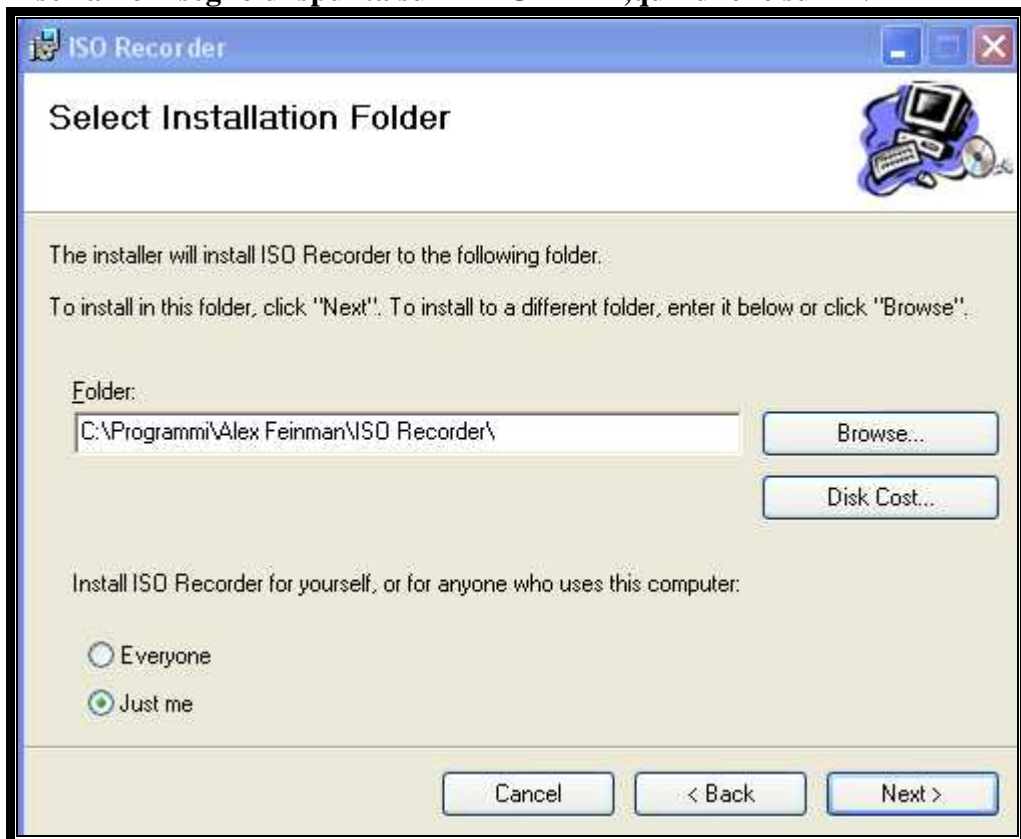 ISO Recorder
Select Installation Folder
The installer will install ISO Recorder to the following folder.
To install in this folder, click "Next". To install to a different folder, enter it below or click "Browse".
Folder:
C:\Programmi\Alex Feinman\ISO Recorder\
Browse...
Disk Cost...
Install ISO Recorder for yourself, or for anyone who uses this computer:
Everyone
Just me
Cancel
< Back
Next >